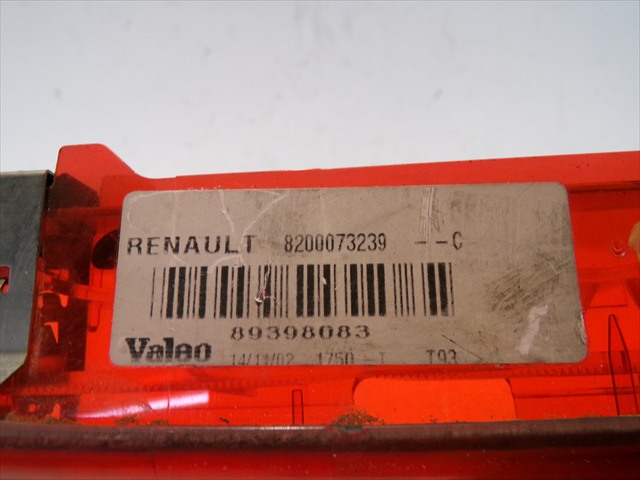 RENAULT 8200073239 --C
89398083
Valeo 14/11/02 1750 -T T93